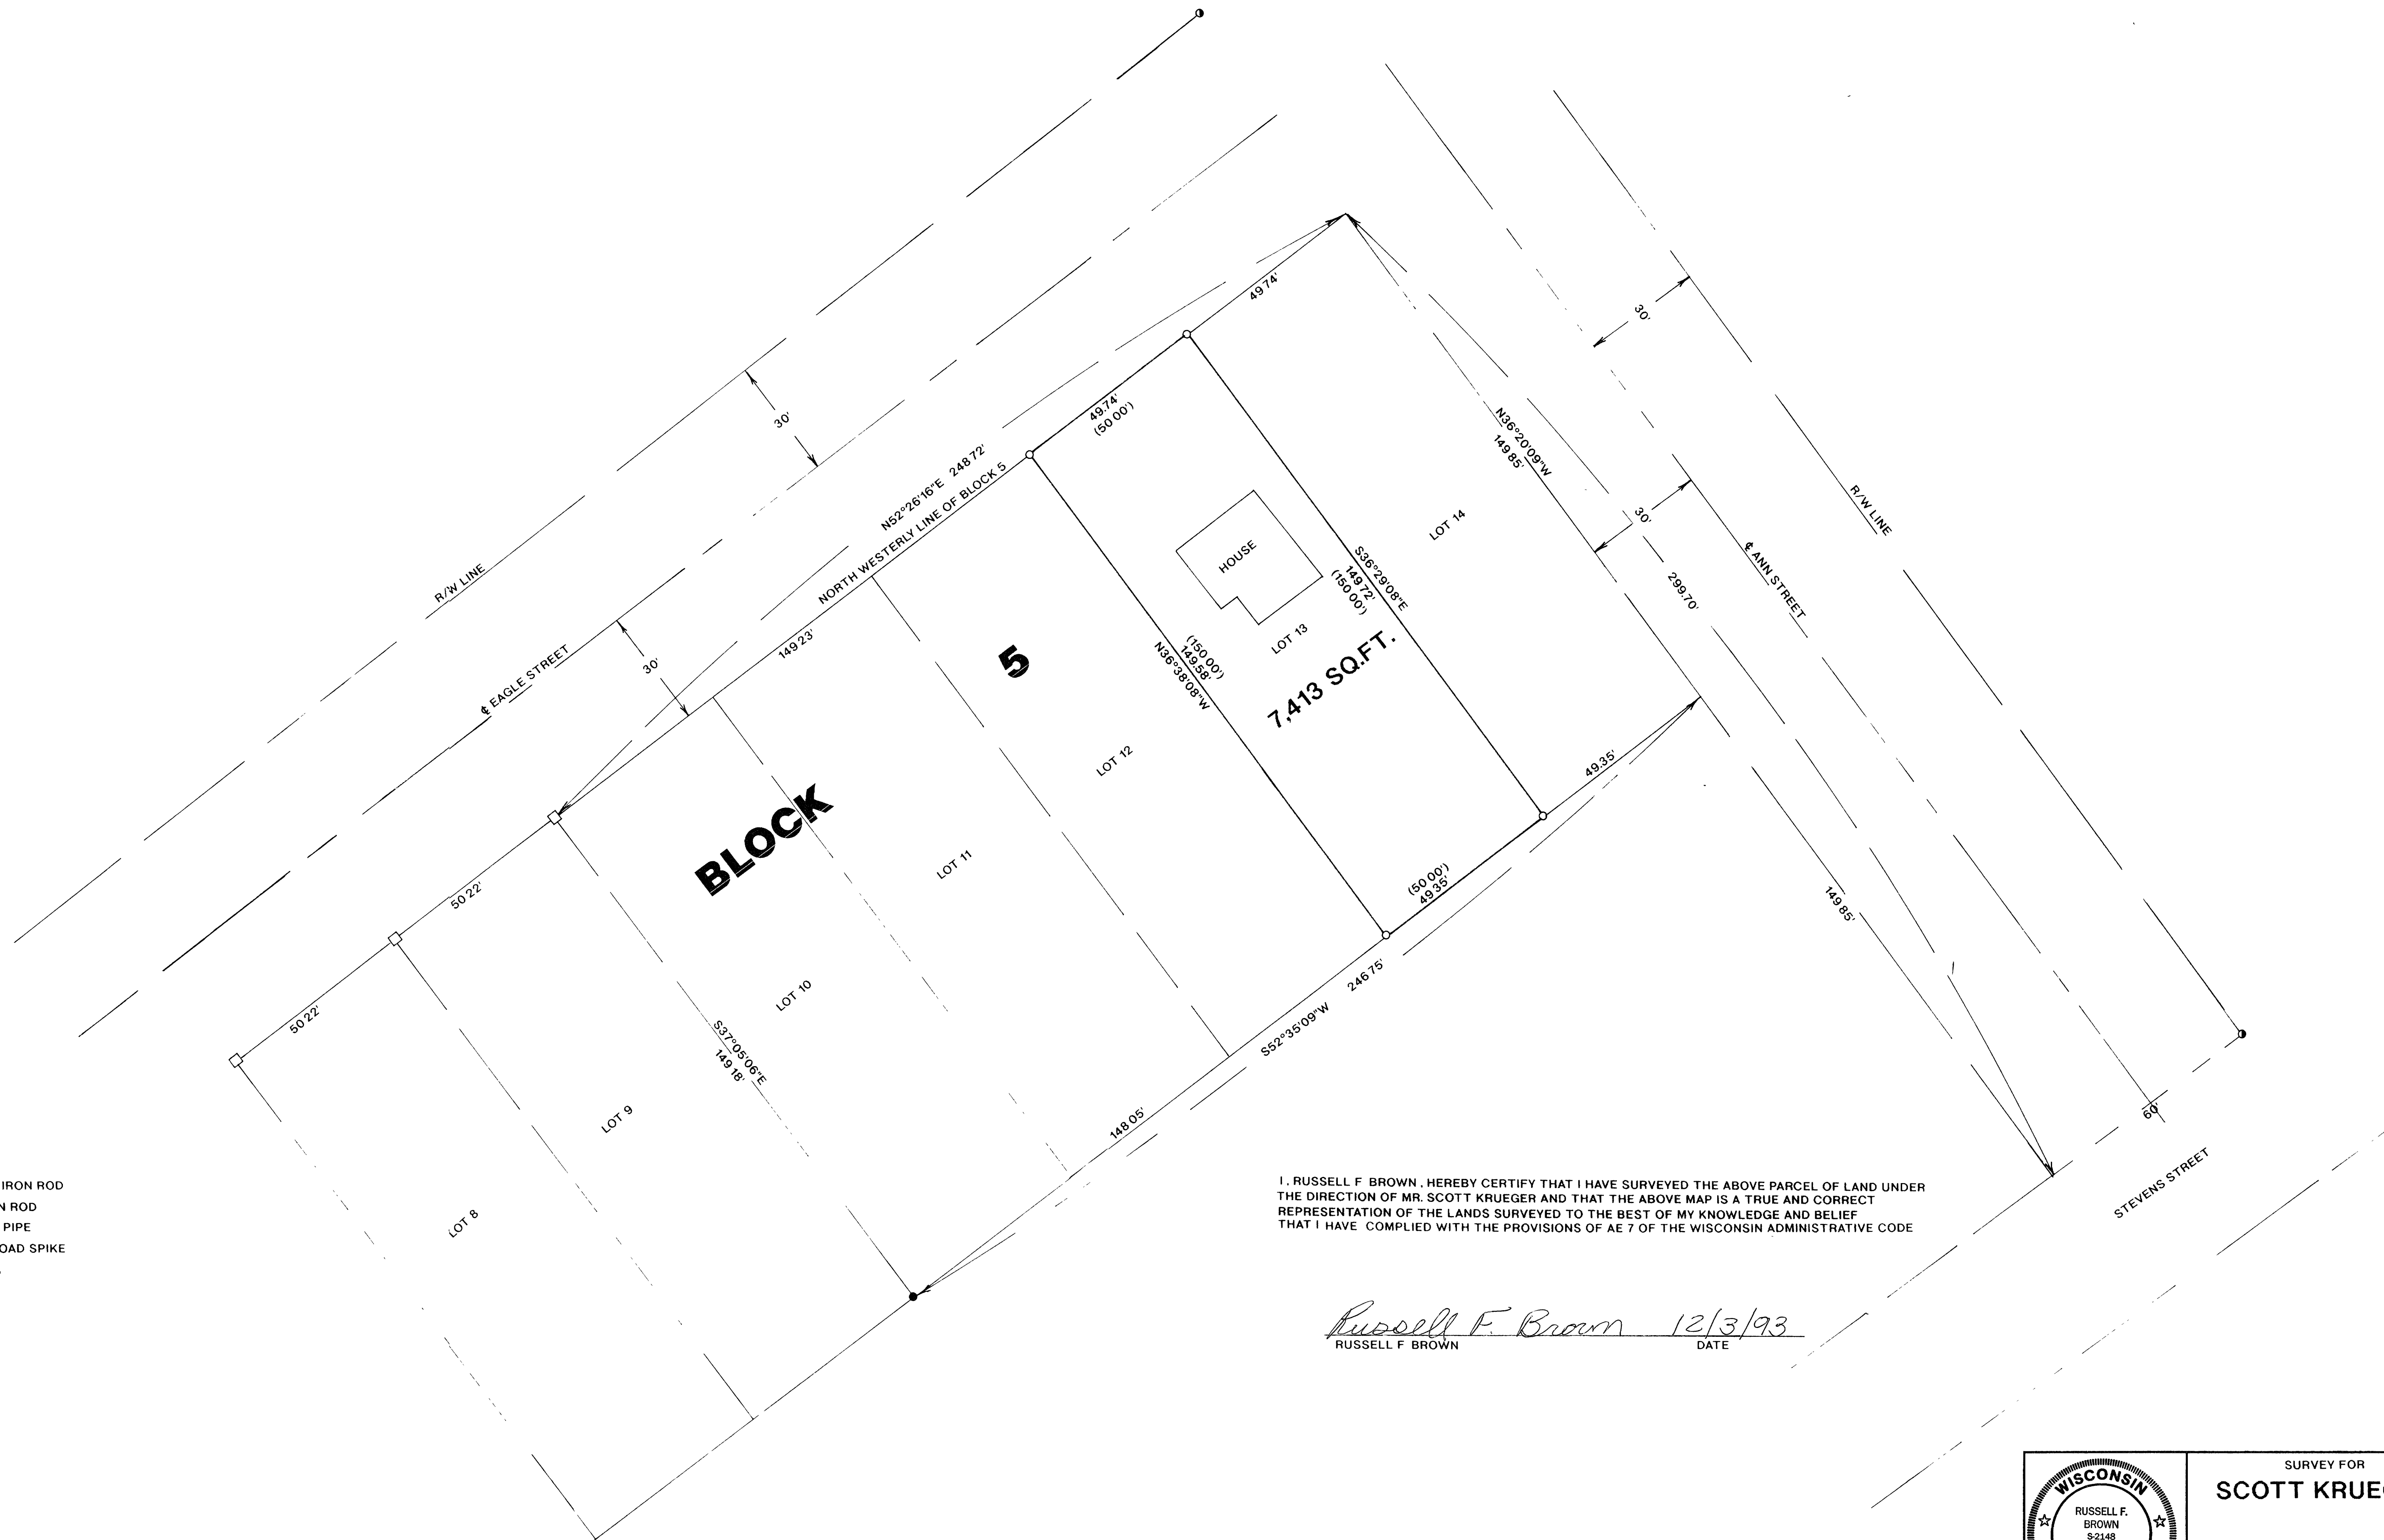 49 74'
30'
30'
49.74'
(50 00')
N36°20'09"W
149 85'
N52°26'16"E 248 72'
NORTH WESTERLY LINE OF BLOCK 5
R/W LINE
30'
LOT 14
HOUSE
S36°29'08"E
149 72'
(150 00')
℄ ANN STREET
R/W LINE
299.70'
LOT 13
7,413 SQ.FT.
(150 00')
149.58'
N36°38'08"W
149 23'
5
30'
℄ EAGLE STREET
LOT 12
49.35'
BLOCK
LOT 11
(50 00')
49 35'
50 22'
149 85'
LOT 10
S52°35'09"W 246 75'
50 22'
S37°05'06"E
149 18'
148 05'
LOT 9
LOT 8
60'
STEVENS STREET
IRON ROD
N ROD
PIPE
OAD SPIKE
I, RUSSELL F BROWN, HEREBY CERTIFY THAT I HAVE SURVEYED THE ABOVE PARCEL OF LAND UNDER
THE DIRECTION OF MR. SCOTT KRUEGER AND THAT THE ABOVE MAP IS A TRUE AND CORRECT
REPRESENTATION OF THE LANDS SURVEYED TO THE BEST OF MY KNOWLEDGE AND BELIEF
THAT I HAVE COMPLIED WITH THE PROVISIONS OF AE 7 OF THE WISCONSIN ADMINISTRATIVE CODE
Russell F. Brown 12/3/93
RUSSELL F BROWN DATE
WISCONSIN
RUSSELL F.
BROWN
S-2148
SURVEY FOR
SCOTT KRUE